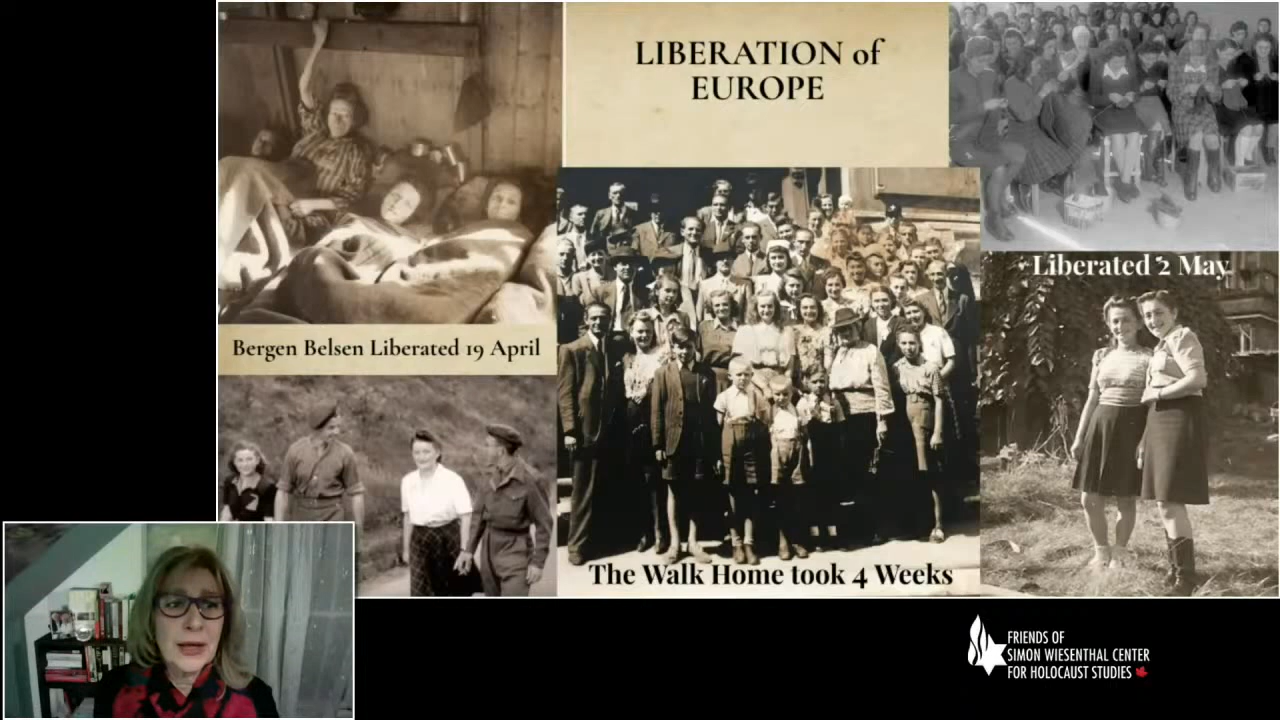 LIBERATION of
EUROPE
Liberated 2 May
Bergen Belsen Liberated 19 April
The Walk Home took 4 Weeks
FRIENDS OF
SIMON WIESENTHAL CENTER
FOR HOLOCAUST STUDIES